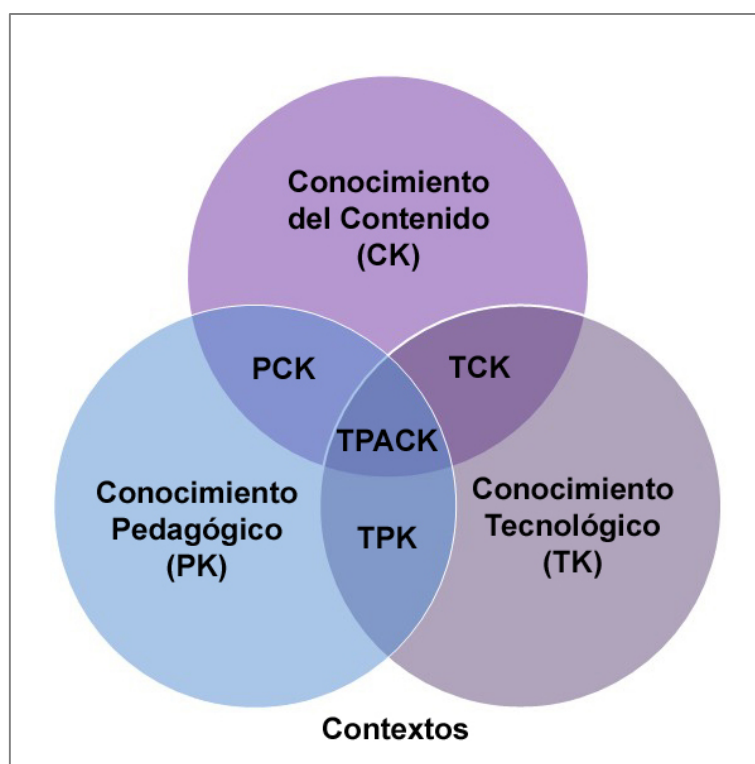 Conocimiento
del Contenido
(CK)
PCK
TCK
TPACK
Conocimiento
Pedagógico
(PK)
TPK
Conocimiento
Tecnológico
(TK)
Contextos